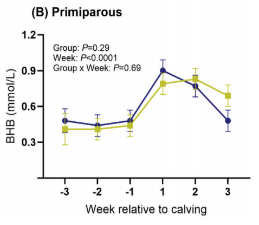 (B) Primiparous
Group: P=0.29
Week: P<0.0001
Group x Week: P=0.69
BHB (mmol/L)
1.2
0.9
0.6
0.3
-3 -2 -1 1 2 3
Week relative to calving